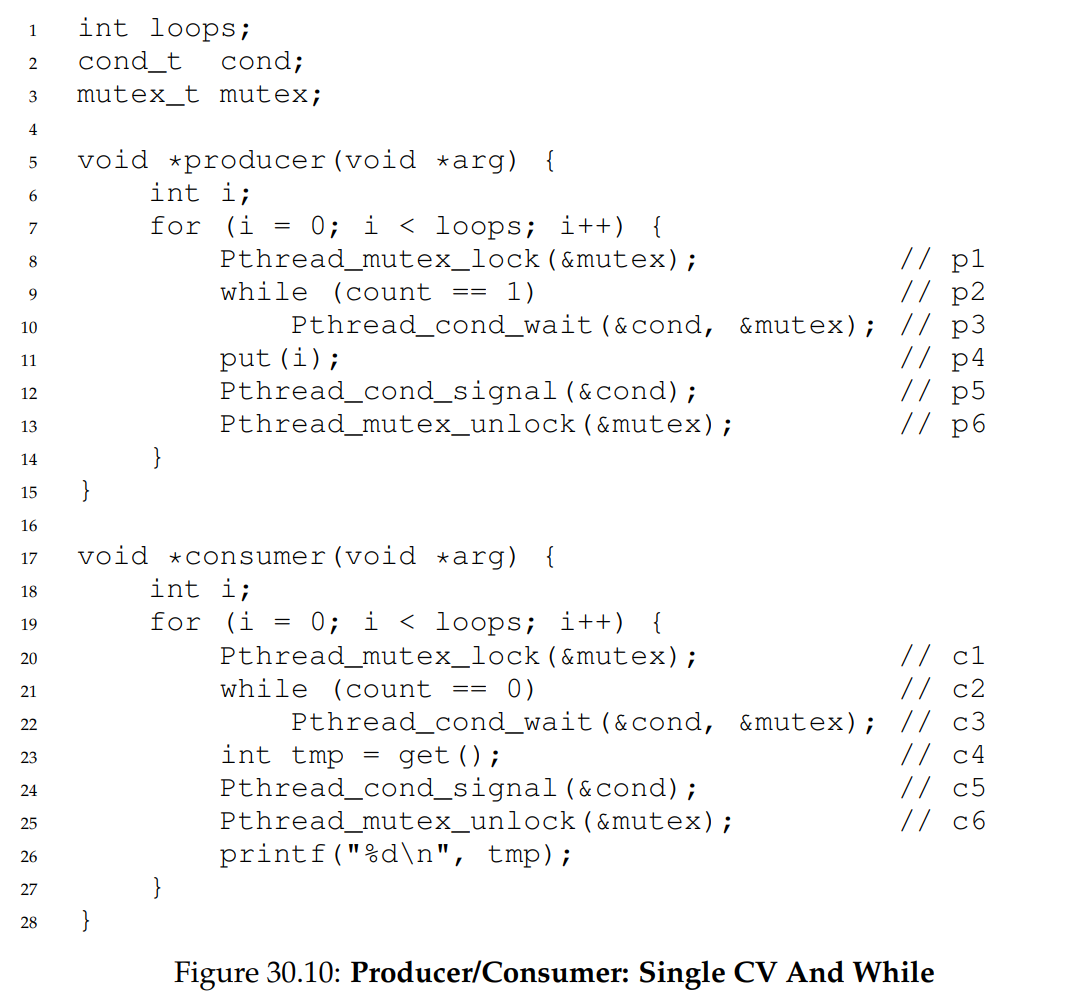 1 int loops;
2 cond_t  cond;
3 mutex_t mutex;
4
5 void *producer(void *arg) {
6     int i;
7     for (i = 0; i < loops; i++) {
8         Pthread_mutex_lock(&mutex);           // p1
9         while (count == 1)                    // p2
10             Pthread_cond_wait(&cond, &mutex); // p3
11         put(i);                               // p4
12         Pthread_cond_signal(&cond);           // p5
13         Pthread_mutex_unlock(&mutex);         // p6
14     }
15 }
16
17 void *consumer(void *arg) {
18     int i;
19     for (i = 0; i < loops; i++) {
20         Pthread_mutex_lock(&mutex);           // c1
21         while (count == 0)                    // c2
22             Pthread_cond_wait(&cond, &mutex); // c3
23         int tmp = get();                      // c4
24         Pthread_cond_signal(&cond);           // c5
25         Pthread_mutex_unlock(&mutex);         // c6
26         printf("%d\n", tmp);
27     }
28 }
Figure 30.10: Producer/Consumer: Single CV And While